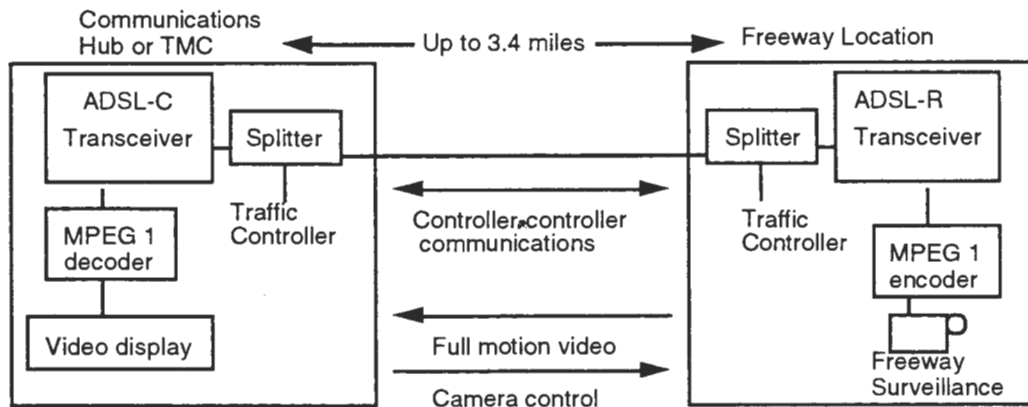 Communications
Hub or TMC
Up to 3.4 miles
Freeway Location
ADSL-C
Transceiver
Splitter
Traffic
Controller
MPEG 1
decoder
Video display
Controller-controller
communications
Full motion video
Camera control
Splitter
Traffic
Controller
ADSL-R
Transceiver
MPEG 1
encoder
Freeway
Surveillance